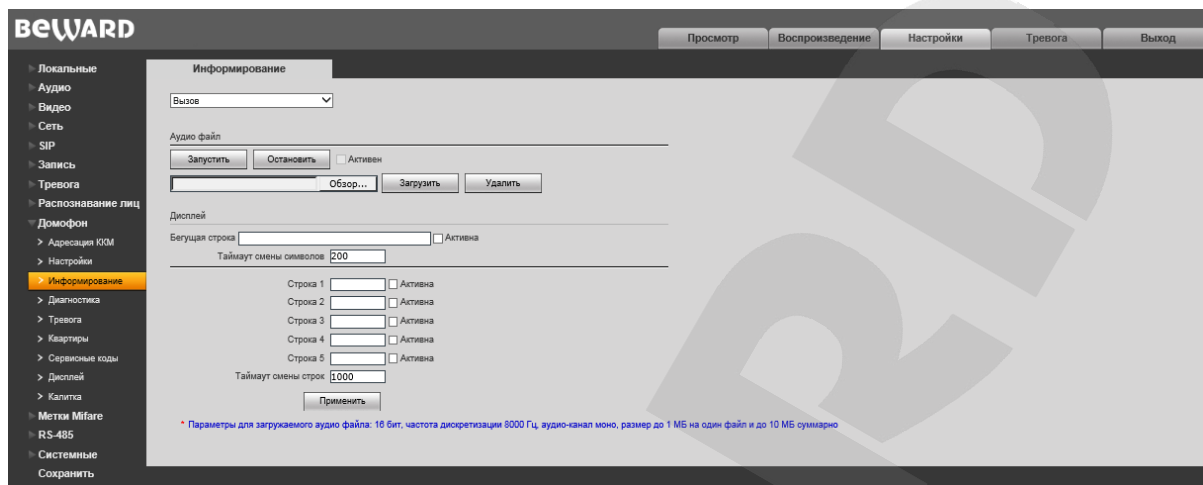 BEWARD
Просмотр Воспроизведение Настройки Тревога Выход
Локальные
Аудио
Видео
Сеть
SIP
Запись
Тревога
Распознавание лиц
Домофон
> Адресация ККМ
> Настройки
> Информирование
> Диагностика
> Тревога
> Квартиры
> Сервисные коды
> Дисплей
> Калитка
Метки Mifare
RS-485
Системные
Сохранить
Информирование
Вызов
Аудио файл
Запустить Остановить Активен
Обзор... Загрузить Удалить
Дисплей
Бегущая строка Активна
Таймаут смены символов 200
Строка 1 Активна
Строка 2 Активна
Строка 3 Активна
Строка 4 Активна
Строка 5 Активна
Таймаут смены строк 1000
Применить
* Параметры для загружаемого аудио файла: 16 бит, частота дискретизации 8000 Гц, аудио-канал моно, размер до 1 МБ на один файл и до 10 МБ суммарно